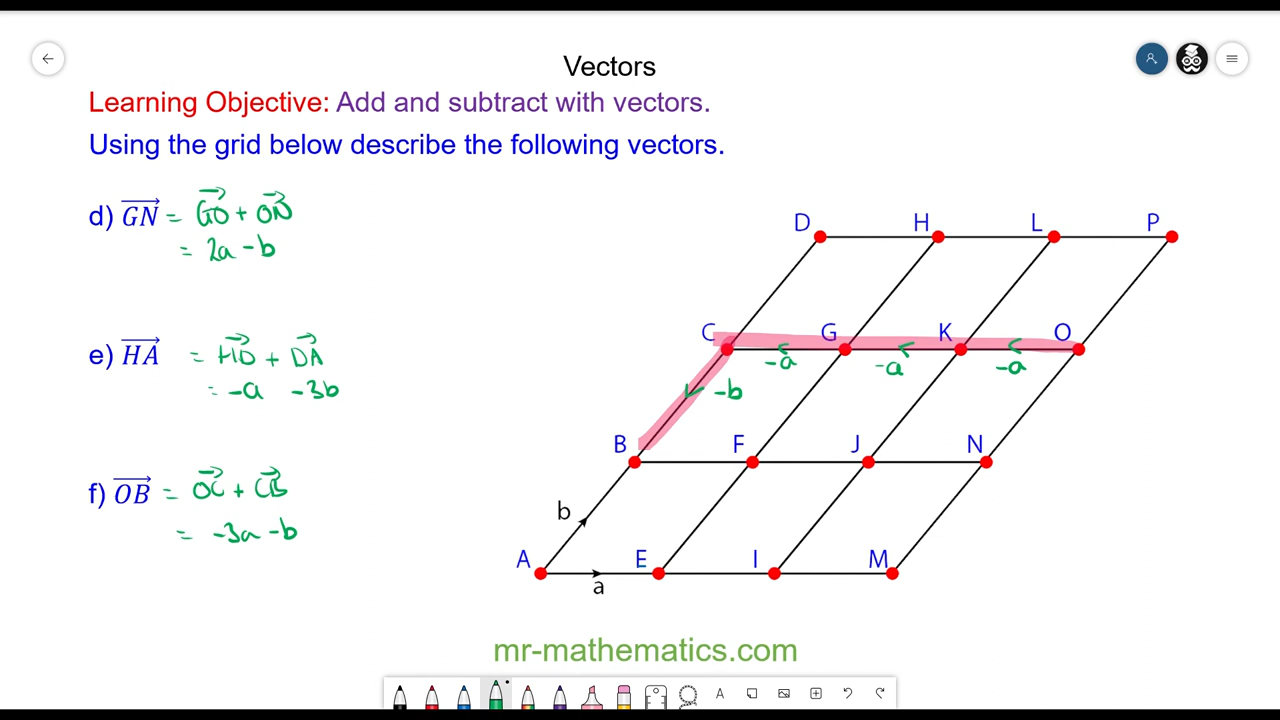 Vectors
Learning Objective: Add and subtract with vectors.
Using the grid below describe the following vectors.
d) GN = GO + ON
= 2a - b
e) HA = HD + DA
= -a -3b
f) OB = OC + CB
= -3a - b
D H L P
C G K O
-a -a -a
-b
B F J N
b
A E I M
a
mr-mathematics.com
A